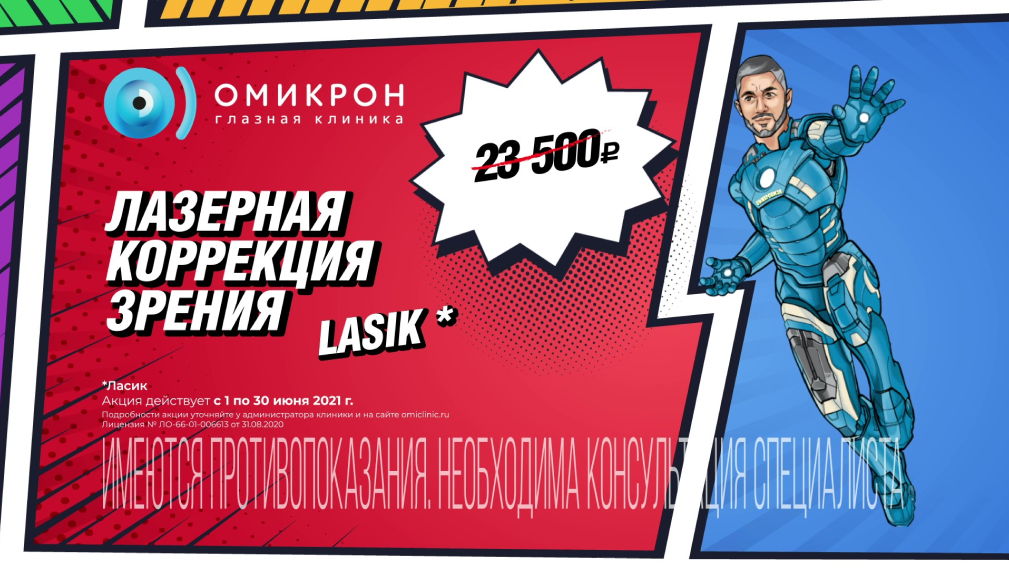 ОМИКРОН
глазная клиника
23 500₽
ЛАЗЕРНАЯ
КОРРЕКЦИЯ
ЗРЕНИЯ
LASIK *
*Ласик
Акция действует с 1 по 30 июня 2021 г.
Подробности акции уточняйте у администратора клиники и на сайте omiclinic.ru
Лицензия № ЛО-66-01-006613 от 31.08.2020
ИМЕЮТСЯ ПРОТИВОПОКАЗАНИЯ. НЕОБХОДИМА КОНСУЛЬТАЦИЯ СПЕЦИАЛИСТА